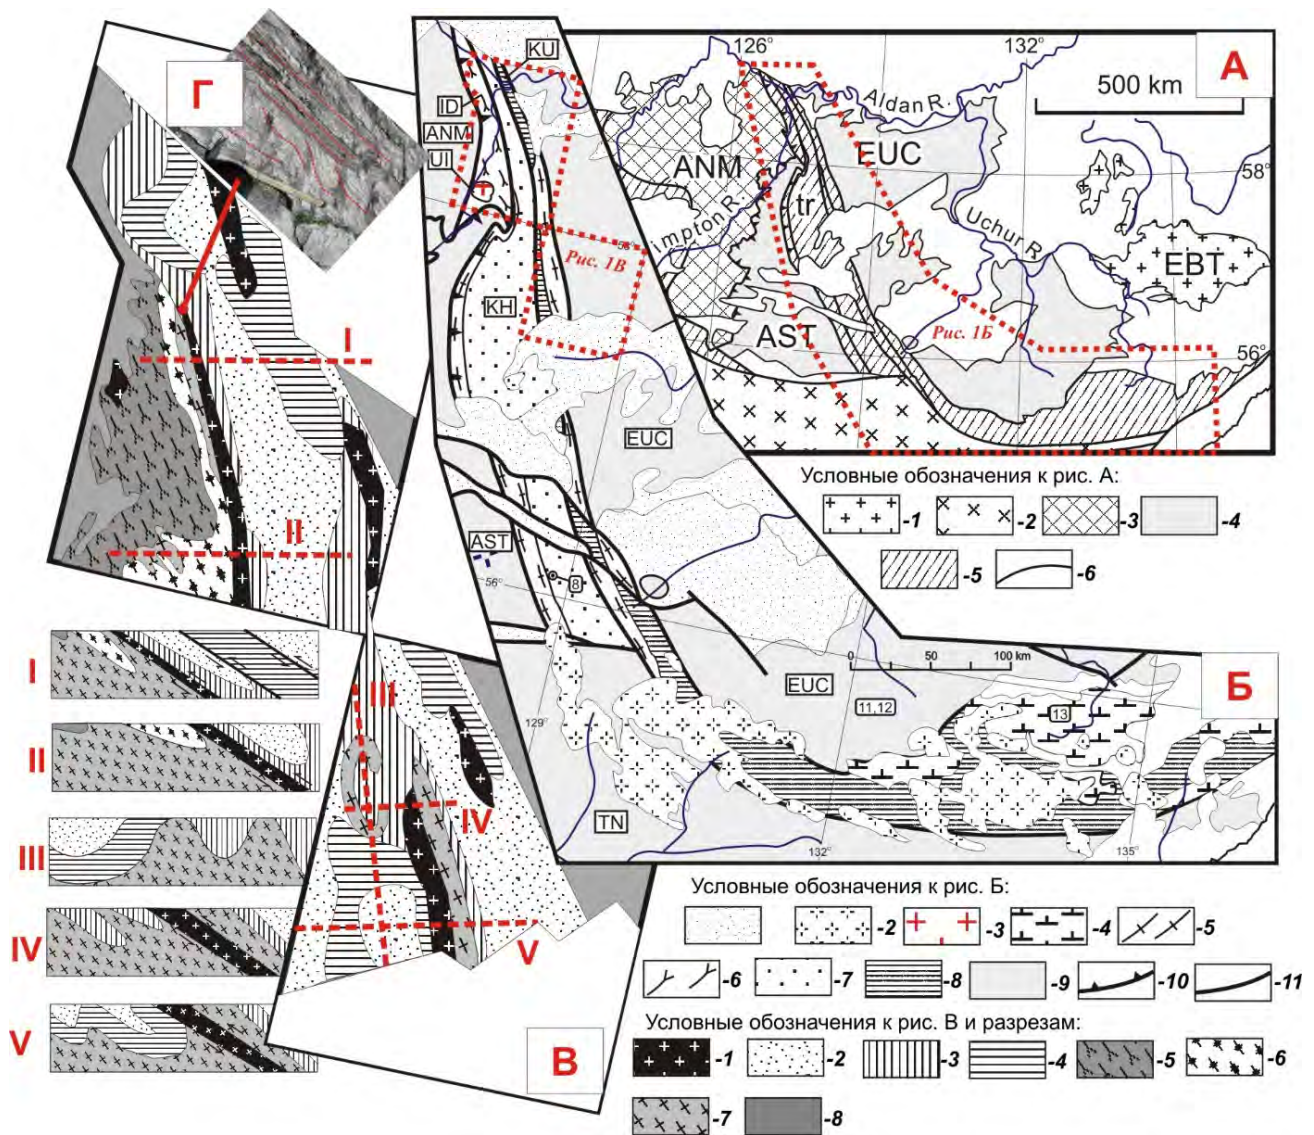 Г
А
Б
В
126°
132°
500 km
Aldan R.
ANM
EUC
58°
tr
Impton R.
Uchur R.
EBT
AST
Рис. 1Б
56°
Условные обозначения к рис. А:
-1
-2
-3
-4
-5
-6
KU
ID
ANM
UI
58°
Рис. 1В
KH
EUC
AST
56°
8
0 50 100 km
EUC
11,12
13
129°
TN
132°
135°
I
II
III
IV
V
I
II
III
IV
V
Условные обозначения к рис. Б:
-2
-3
-4
-5
-6
-7
-8
-9
-10
-11
Условные обозначения к рис. В и разрезам:
-1
-2
-3
-4
-5
-6
-7
-8